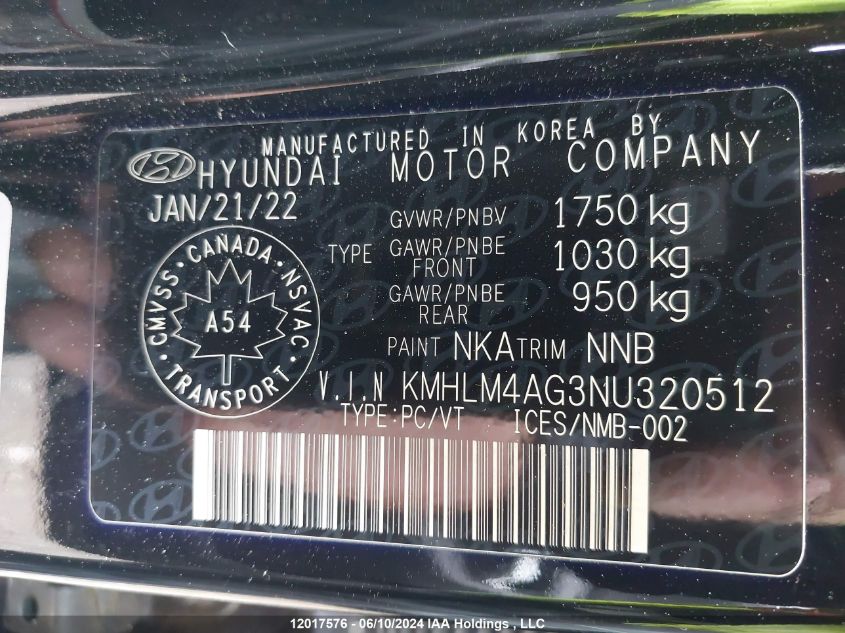 MANUFACTURED IN KOREA BY
HYUNDAI MOTOR COMPANY
JAN/21/22
GVWR/PNBV 1750 kg
TYPE GAWR/PNBE FRONT 1030 kg
GAWR/PNBE REAR 950 kg
CANADA
CMVSS NSVAC
A54
TRANSPORT
PAINT NKA TRIM NNB
V.I.N KMHLM4AG3NU320512
TYPE:PC/VT ICES/NMB-002
12017576 - 06/10/2024 IAA Holdings , LLC